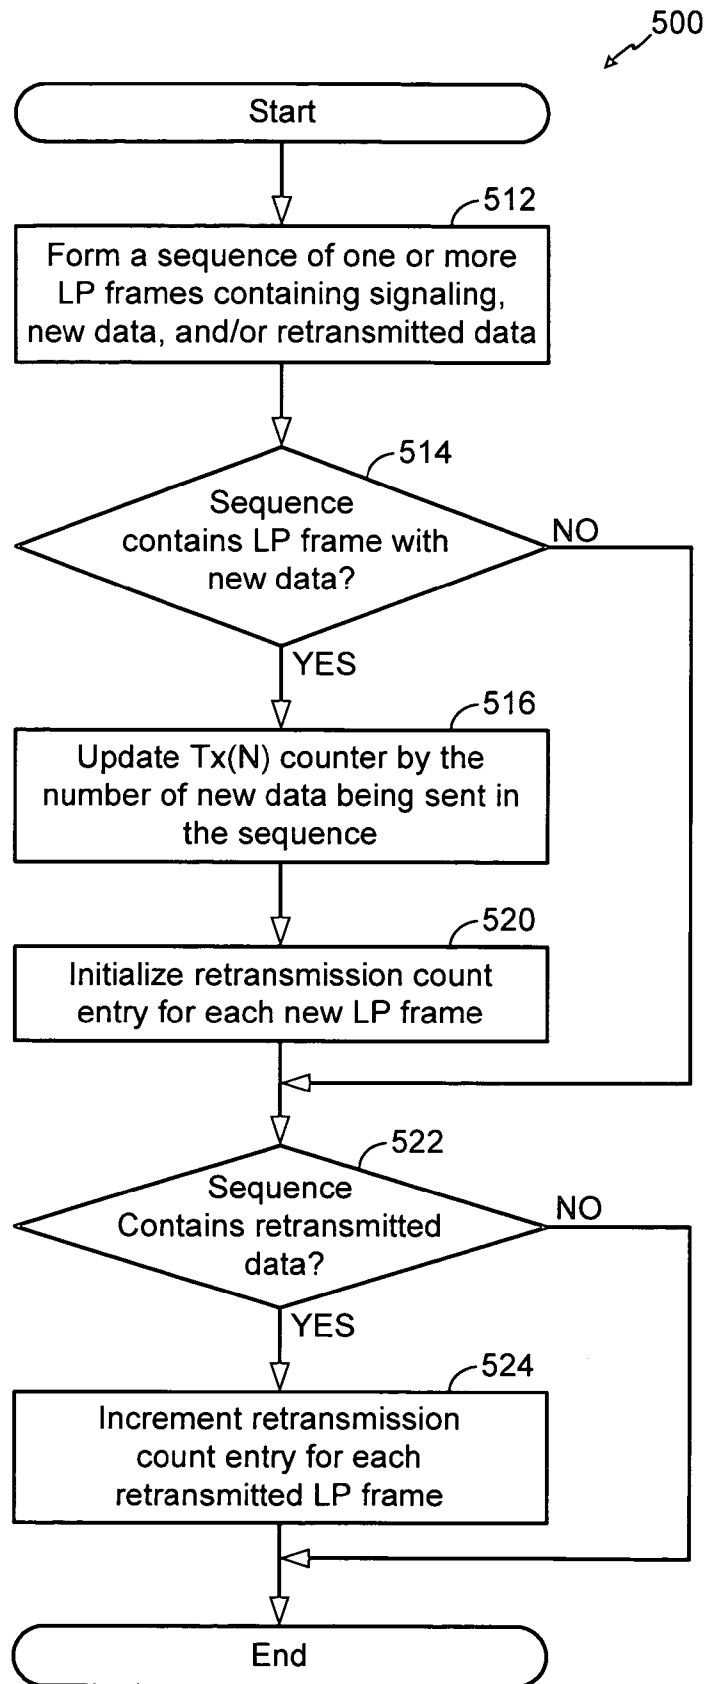 500
Start
512
Form a sequence of one or more
LP frames containing signaling,
new data, and/or retransmitted data
514
Sequence
contains LP frame with
new data?
NO
YES
516
Update Tx(N) counter by the
number of new data being sent in
the sequence
520
Initialize retransmission count
entry for each new LP frame
522
Sequence
Contains retransmitted
data?
NO
YES
524
Increment retransmission
count entry for each
retransmitted LP frame
End